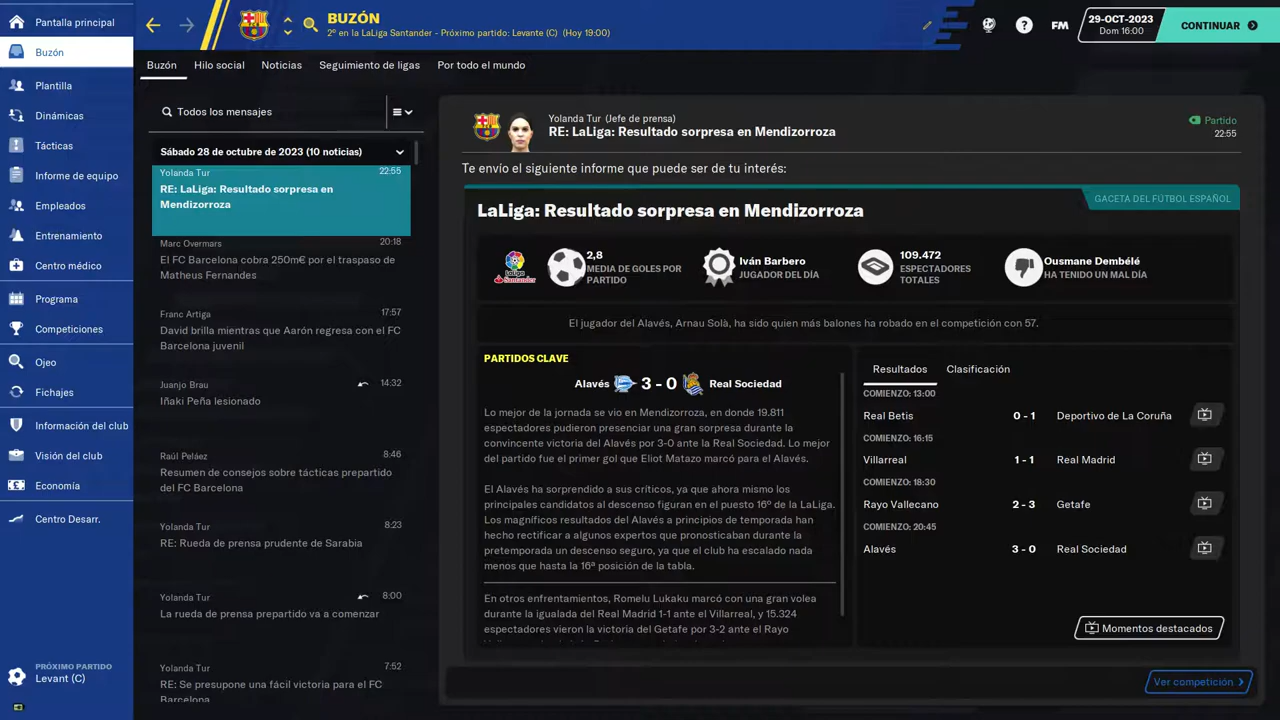 Pantalla principal
Buzón
Plantilla
Dinámicas
Tácticas
Informe de equipo
Empleados
Entrenamiento
Centro médico
Programa
Competiciones
Ojeo
Fichajes
Información del club
Visión del club
Economía
Centro Desarr.
PRÓXIMO PARTIDO
Levant (C)
BUZÓN
2º en la LaLiga Santander - Próximo partido: Levante (C) (Hoy 19:00)
FM
29-OCT-2023
Dom 16:00
CONTINUAR
Buzón
Hilo social
Noticias
Seguimiento de ligas
Por todo el mundo
Todos los mensajes
Sábado 28 de octubre de 2023 (10 noticias)
Yolanda Tur 22:55
RE: LaLiga: Resultado sorpresa en
Mendizorroza
Marc Overmars 20:18
El FC Barcelona cobra 250m€ por el traspaso de
Matheus Fernandes
Franc Artiga 17:57
David brilla mientras que Aarón regresa con el FC
Barcelona juvenil
Juanjo Brau 14:32
Iñaki Peña lesionado
Raúl Peláez 8:46
Resumen de consejos sobre tácticas prepartido
del FC Barcelona
Yolanda Tur 8:23
RE: Rueda de prensa prudente de Sarabia
Yolanda Tur 8:00
La rueda de prensa prepartido va a comenzar
Yolanda Tur 7:52
RE: Se presupone una fácil victoria para el FC
Barcelona
Yolanda Tur (Jefe de prensa)
RE: LaLiga: Resultado sorpresa en Mendizorroza
Partido
22:55
Te envío el siguiente informe que puede ser de tu interés:
GACETA DEL FÚTBOL ESPAÑOL
LaLiga: Resultado sorpresa en Mendizorroza
LaLiga
Santander
2,8
MEDIA DE GOLES POR
PARTIDO
Iván Barbero
JUGADOR DEL DÍA
109.472
ESPECTADORES
TOTALES
Ousmane Dembélé
HA TENIDO UN MAL DÍA
El jugador del Alavés, Arnau Solà, ha sido quien más balones ha robado en el competición con 57.
PARTIDOS CLAVE
Alavés 3 - 0 Real Sociedad
Lo mejor de la jornada se vio en Mendizorroza, en donde 19.811
espectadores pudieron presenciar una gran sorpresa durante la
convincente victoria del Alavés por 3-0 ante la Real Sociedad. Lo mejor
del partido fue el primer gol que Eliot Matazo marcó para el Alavés.
El Alavés ha sorprendido a sus críticos, ya que ahora mismo los
principales candidatos al descenso figuran en el puesto 16º de la LaLiga.
Los magníficos resultados del Alavés a principios de temporada han
hecho rectificar a algunos expertos que pronosticaban durante la
pretemporada un descenso seguro, ya que el club ha escalado nada
menos que hasta la 16ª posición de la tabla.
En otros enfrentamientos, Romelu Lukaku marcó con una gran volea
durante la igualada del Real Madrid 1-1 ante el Villarreal, y 15.324
espectadores vieron la victoria del Getafe por 3-2 ante el Rayo
Resultados
Clasificación
COMIENZO: 13:00
Real Betis 0 - 1 Deportivo de La Coruña
COMIENZO: 16:15
Villarreal 1 - 1 Real Madrid
COMIENZO: 18:30
Rayo Vallecano 2 - 3 Getafe
COMIENZO: 20:45
Alavés 3 - 0 Real Sociedad
Momentos destacados
Ver competición